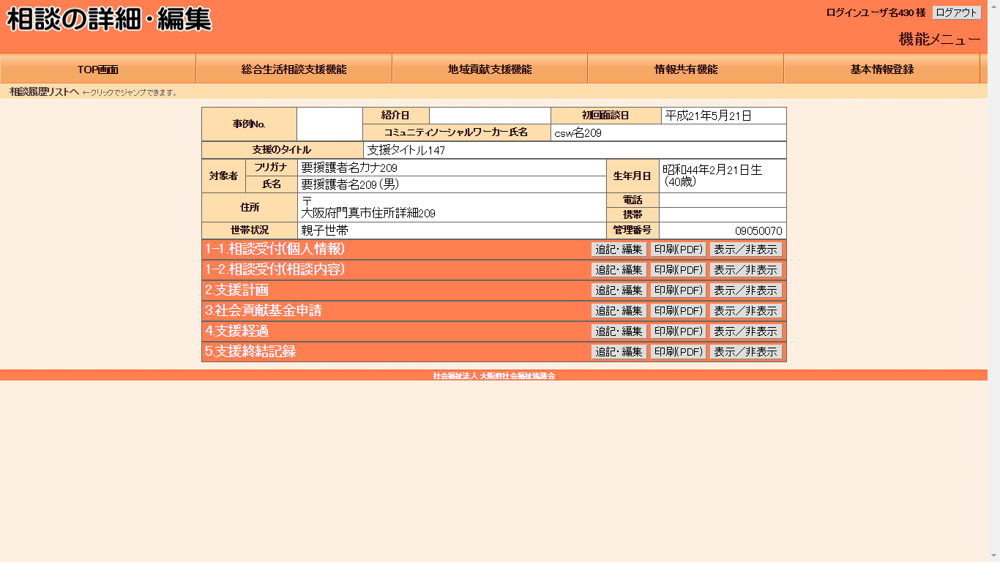 相談の詳細・編集
ログインユーザ名430 様 ログアウト
機能メニュー
TOP画面 総合生活相談支援機能 地域貢献支援機能 情報共有機能 基本情報登録
相談履歴リストへ ←クリックでジャンプできます。
事例No. 紹介日 初回面談日 平成21年5月21日
コミュニティソーシャルワーカー氏名 csw名209
支援のタイトル 支援タイトル147
対象者 フリガナ 要援護者名カナ209 生年月日 昭和44年2月21日生
(40歳)
氏名 要援護者名209(男)
住所 〒 電話
大阪府門真市住所詳細209 携帯
世帯状況 親子世帯 管理番号 09050070
1-1.相談受付(個人情報) 追記・編集 印刷(PDF) 表示/非表示
1-2.相談受付(相談内容) 追記・編集 印刷(PDF) 表示/非表示
2.支援計画 追記・編集 印刷(PDF) 表示/非表示
3.社会貢献基金申請 追記・編集 印刷(PDF) 表示/非表示
4.支援経過 追記・編集 印刷(PDF) 表示/非表示
5.支援終結記録 追記・編集 印刷(PDF) 表示/非表示
社会福祉法人 大阪府社会福祉協議会